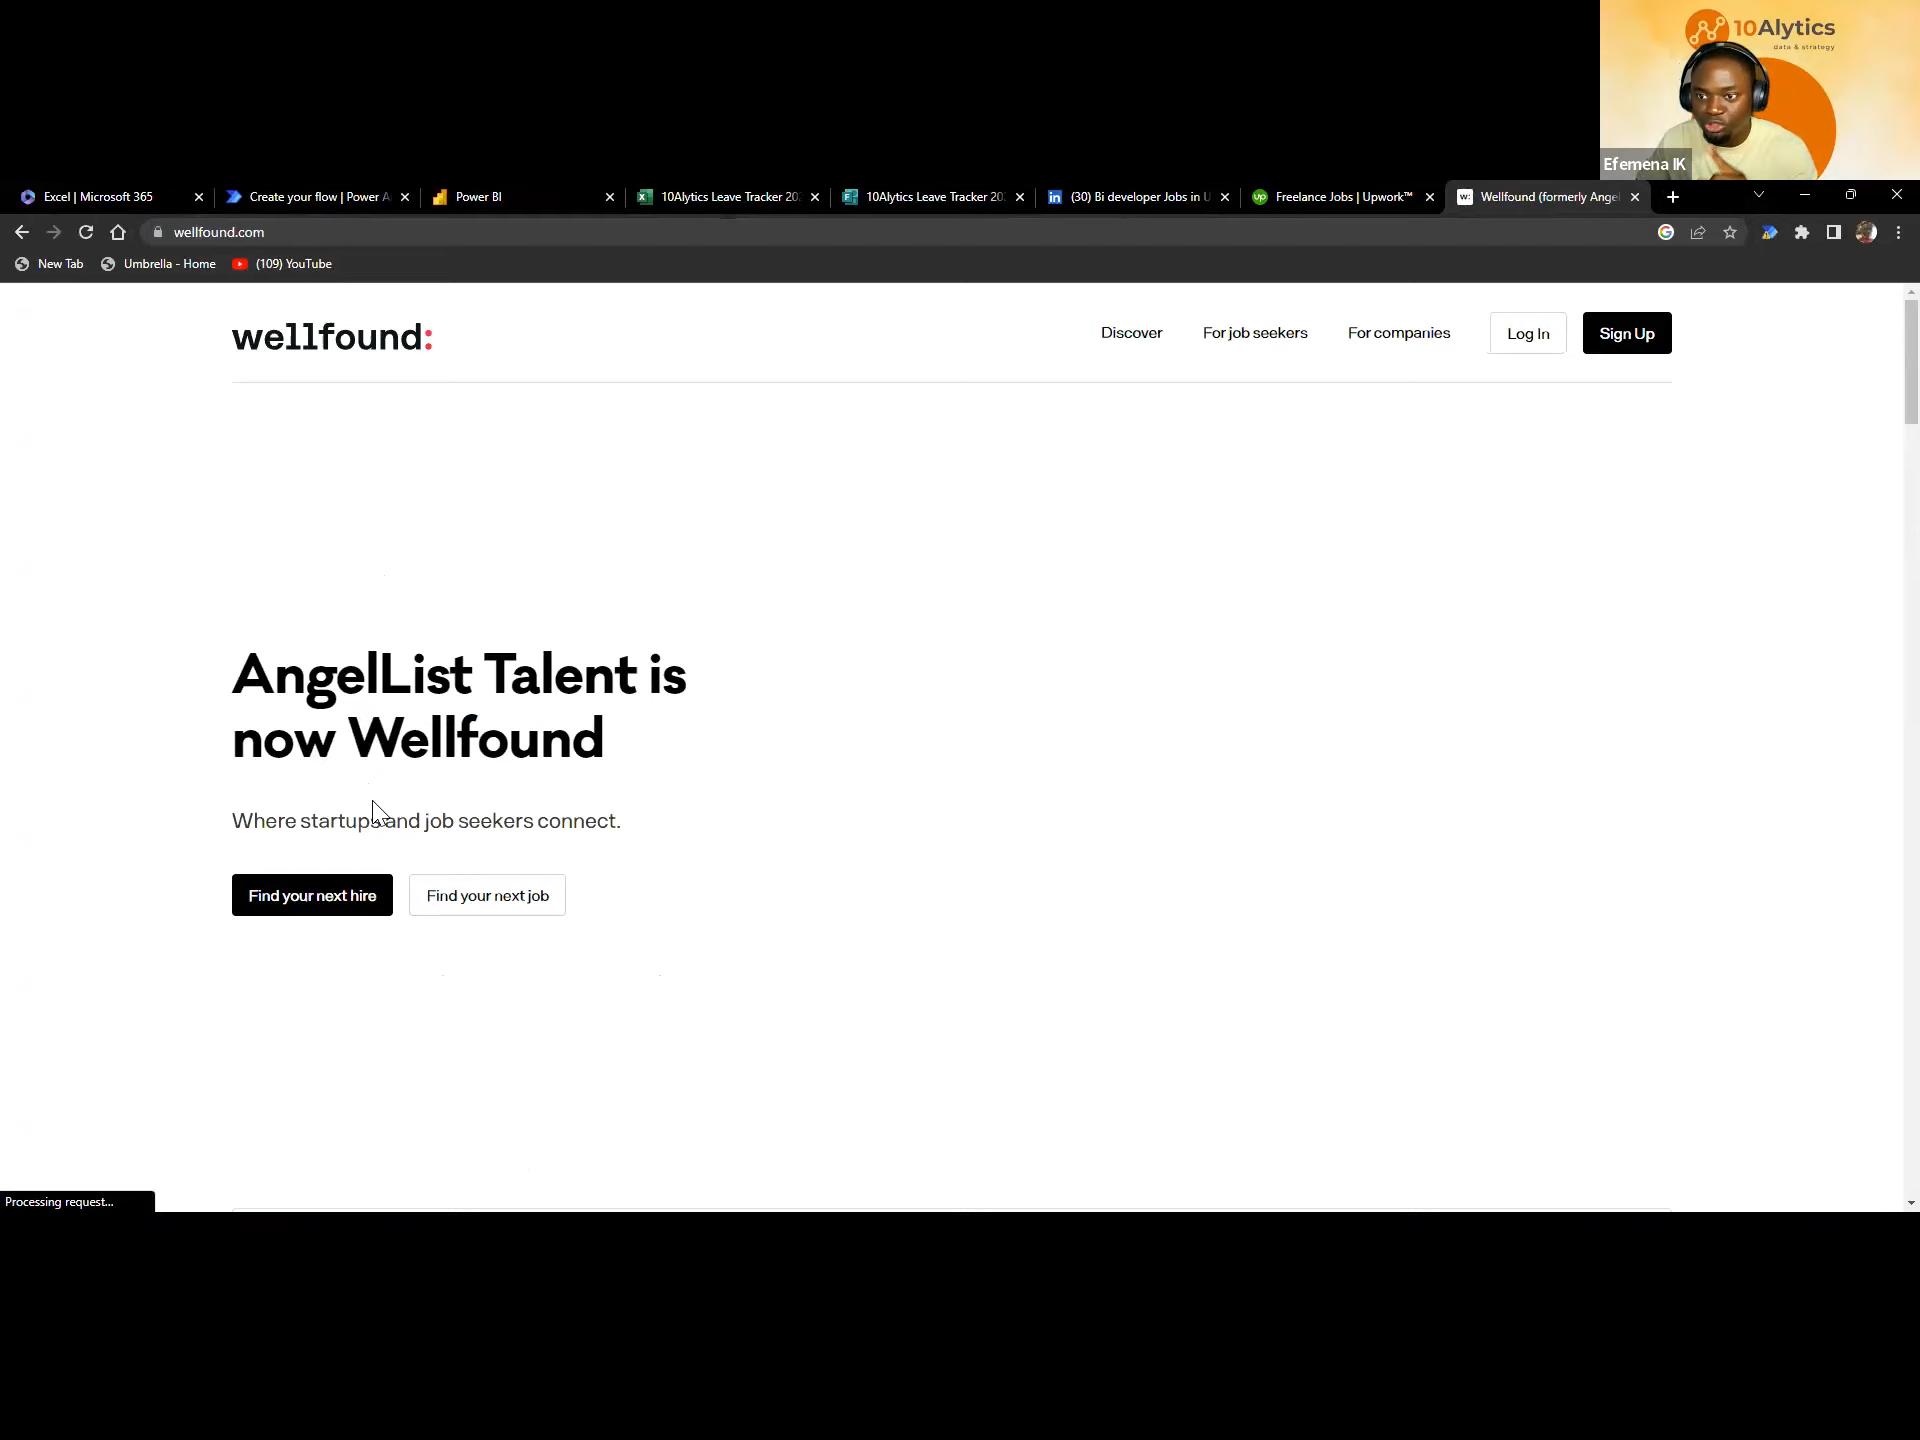 10Alytics
data & strategy
Efemena IK
Excel | Microsoft 365
Create your flow | Power A
Power BI
10Alytics Leave Tracker 202
10Alytics Leave Tracker 202
(30) Bi developer Jobs in U
Freelance Jobs | Upwork™
Wellfound (formerly Angel
wellfound.com
New Tab
Umbrella - Home
(109) YouTube
wellfound:
Discover
For job seekers
For companies
Log In
Sign Up
AngelList Talent is
now Wellfound
Where startups and job seekers connect.
Find your next hire
Find your next job
Processing request...